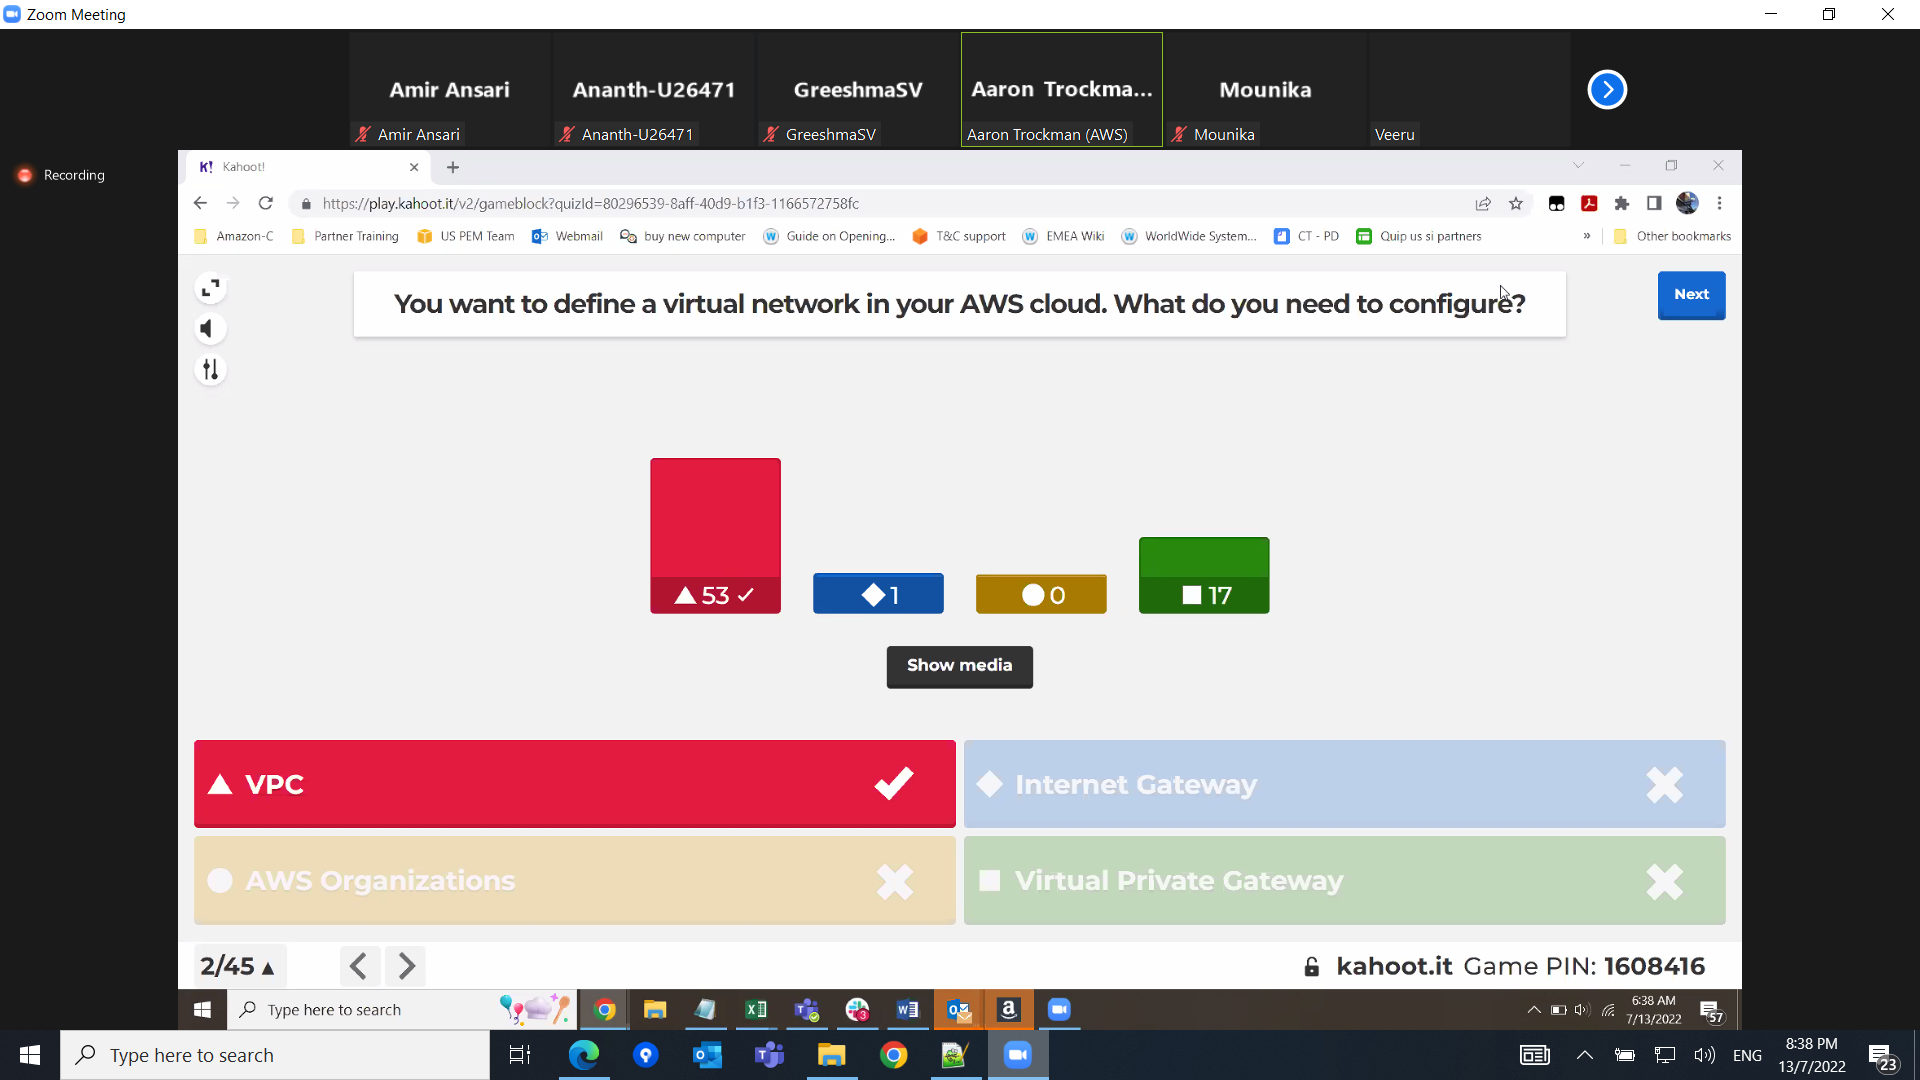 Zoom Meeting
Amir Ansari
Ananth-U26471
GreeshmaSV
Aaron Trockma...
Mounika
Amir Ansari
Ananth-U26471
GreeshmaSV
Aaron Trockman (AWS)
Mounika
Veeru
Recording
K! Kahoot!
https://play.kahoot.it/v2/gameblock?quizId=80296539-8aff-40d9-b1f3-1166572758fc
Amazon-C
Partner Training
US PEM Team
Webmail
buy new computer
Guide on Opening...
T&C support
EMEA Wiki
WorldWide System...
CT - PD
Quip us si partners
»
Other bookmarks
You want to define a virtual network in your AWS cloud. What do you need to configure?
Next
53
1
0
17
Show media
VPC
Internet Gateway
AWS Organizations
Virtual Private Gateway
2/45
kahoot.it Game PIN: 1608416
Type here to search
3
6:38 AM
7/13/2022
57
Type here to search
ENG
8:38 PM
13/7/2022
23